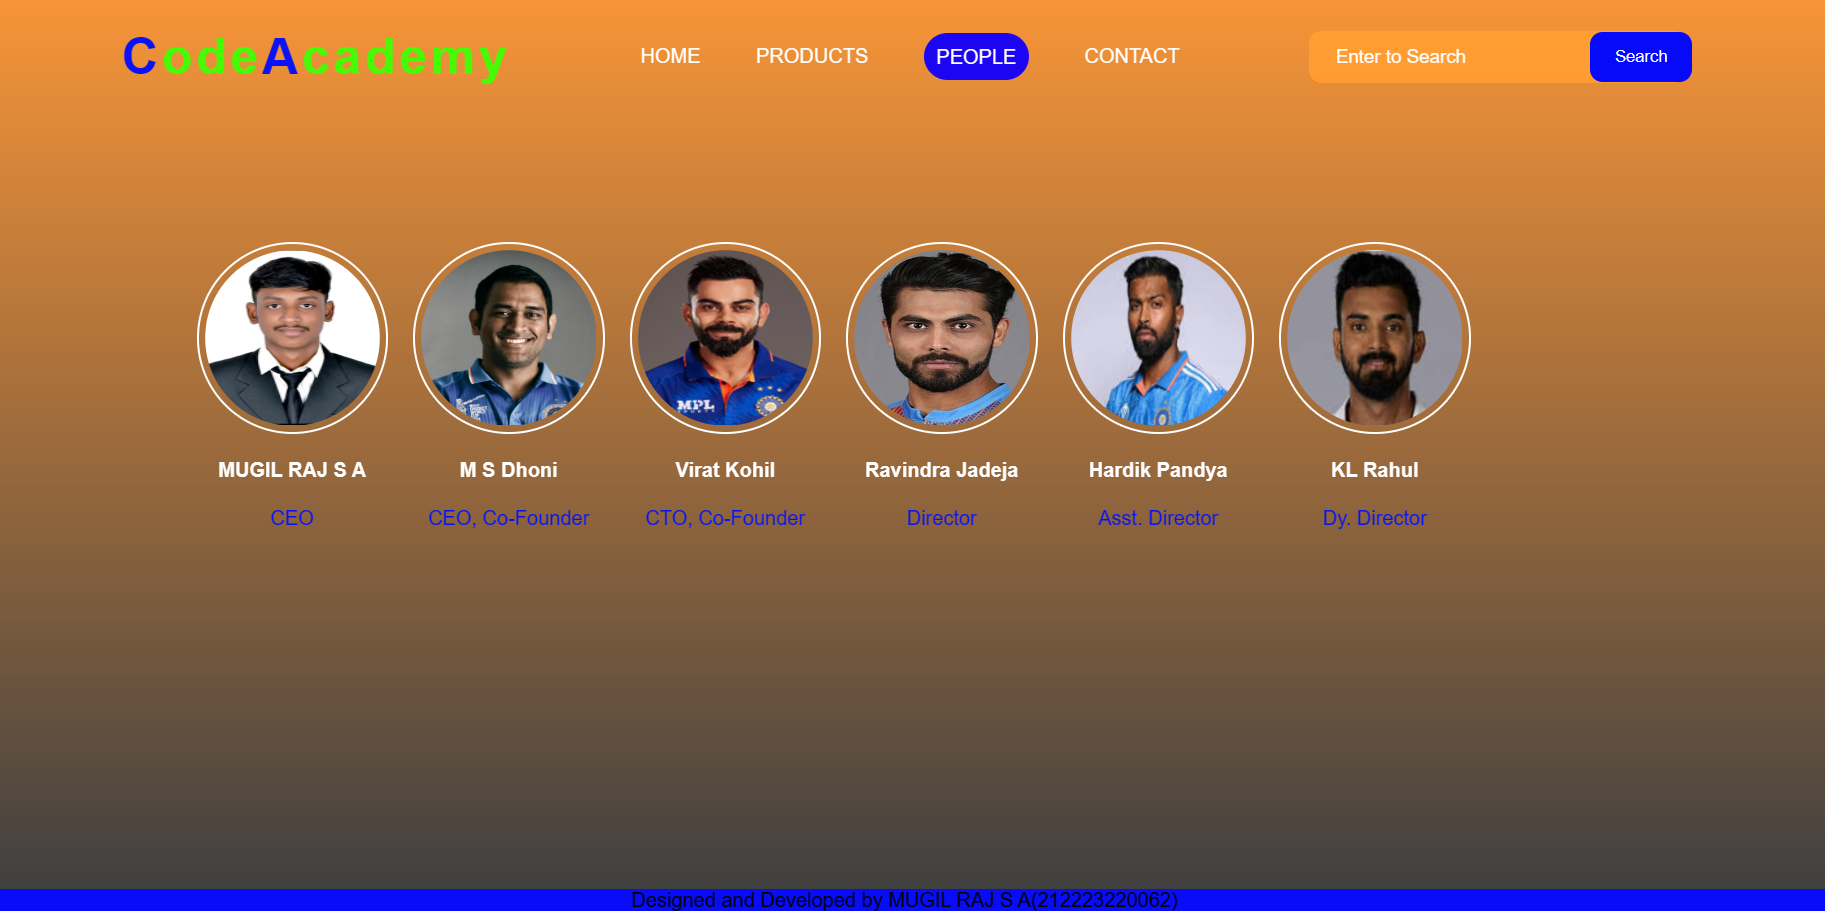 CodeAcademy HOME PRODUCTS PEOPLE CONTACT Enter to Search Search
MPL
MUGIL RAJ S A M S Dhoni Virat Kohil Ravindra Jadeja Hardik Pandya KL Rahul
CEO CEO, Co-Founder CTO, Co-Founder Director Asst. Director Dy. Director
Designed and Developed by MUGIL RAJ S A(212223220062)